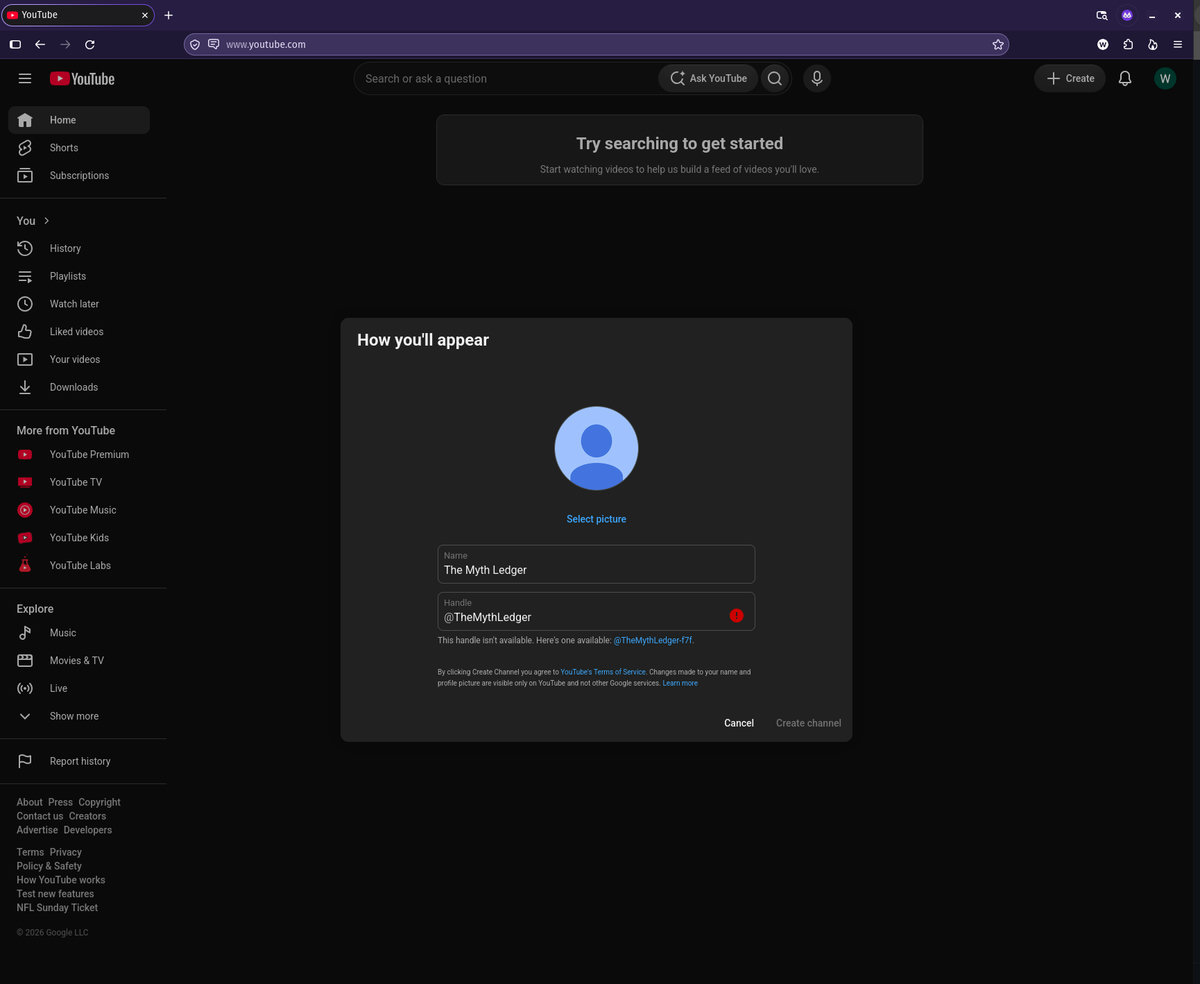 YouTube
www.youtube.com
W
YouTube
Search or ask a question
Ask YouTube
Create
W
Home
Shorts
Subscriptions
You
History
Playlists
Watch later
Liked videos
Your videos
Downloads
More from YouTube
YouTube Premium
YouTube TV
YouTube Music
YouTube Kids
YouTube Labs
Explore
Music
Movies & TV
Live
Show more
Report history
About Press Copyright
Contact us Creators
Advertise Developers
Terms Privacy
Policy & Safety
How YouTube works
Test new features
NFL Sunday Ticket
© 2026 Google LLC
Try searching to get started
Start watching videos to help us build a feed of videos you'll love.
How you'll appear
Select picture
Name
The Myth Ledger
Handle
@TheMythLedger
This handle isn't available. Here's one available: @TheMythLedger-f7f.
By clicking Create Channel you agree to YouTube's Terms of Service. Changes made to your name and
profile picture are visible only on YouTube and not other Google services. Learn more
Cancel
Create channel